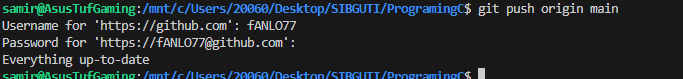 samir@AsusTufGaming:/mnt/c/Users/20060/Desktop/SIBGUTI/ProgramingC$ git push origin main
Username for 'https://github.com': fANLO77
Password for 'https://fANLO77@github.com':
Everything up-to-date
samir@AsusTufGaming:/mnt/c/Users/20060/Desktop/SIBGUTI/ProgramingC$